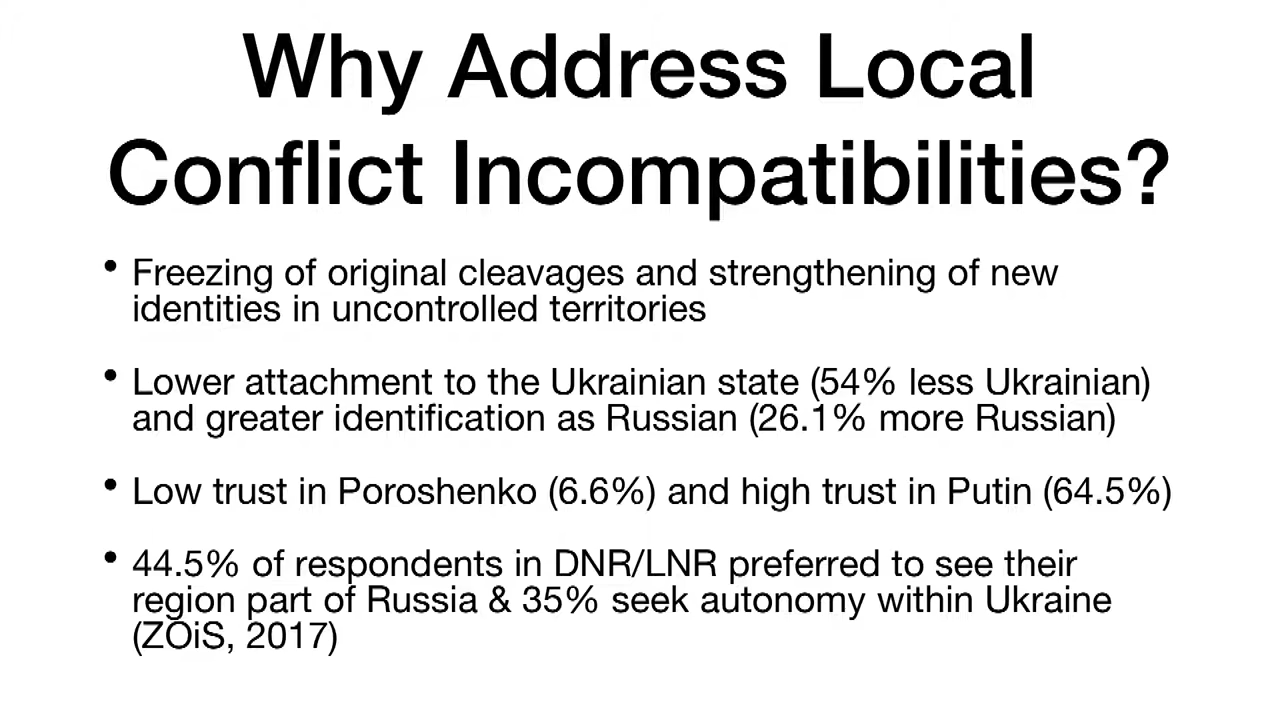 Why Address Local
Conflict Incompatibilities?
• Freezing of original cleavages and strengthening of new
identities in uncontrolled territories
• Lower attachment to the Ukrainian state (54% less Ukrainian)
and greater identification as Russian (26.1% more Russian)
• Low trust in Poroshenko (6.6%) and high trust in Putin (64.5%)
• 44.5% of respondents in DNR/LNR preferred to see their
region part of Russia & 35% seek autonomy within Ukraine
(ZOiS, 2017)